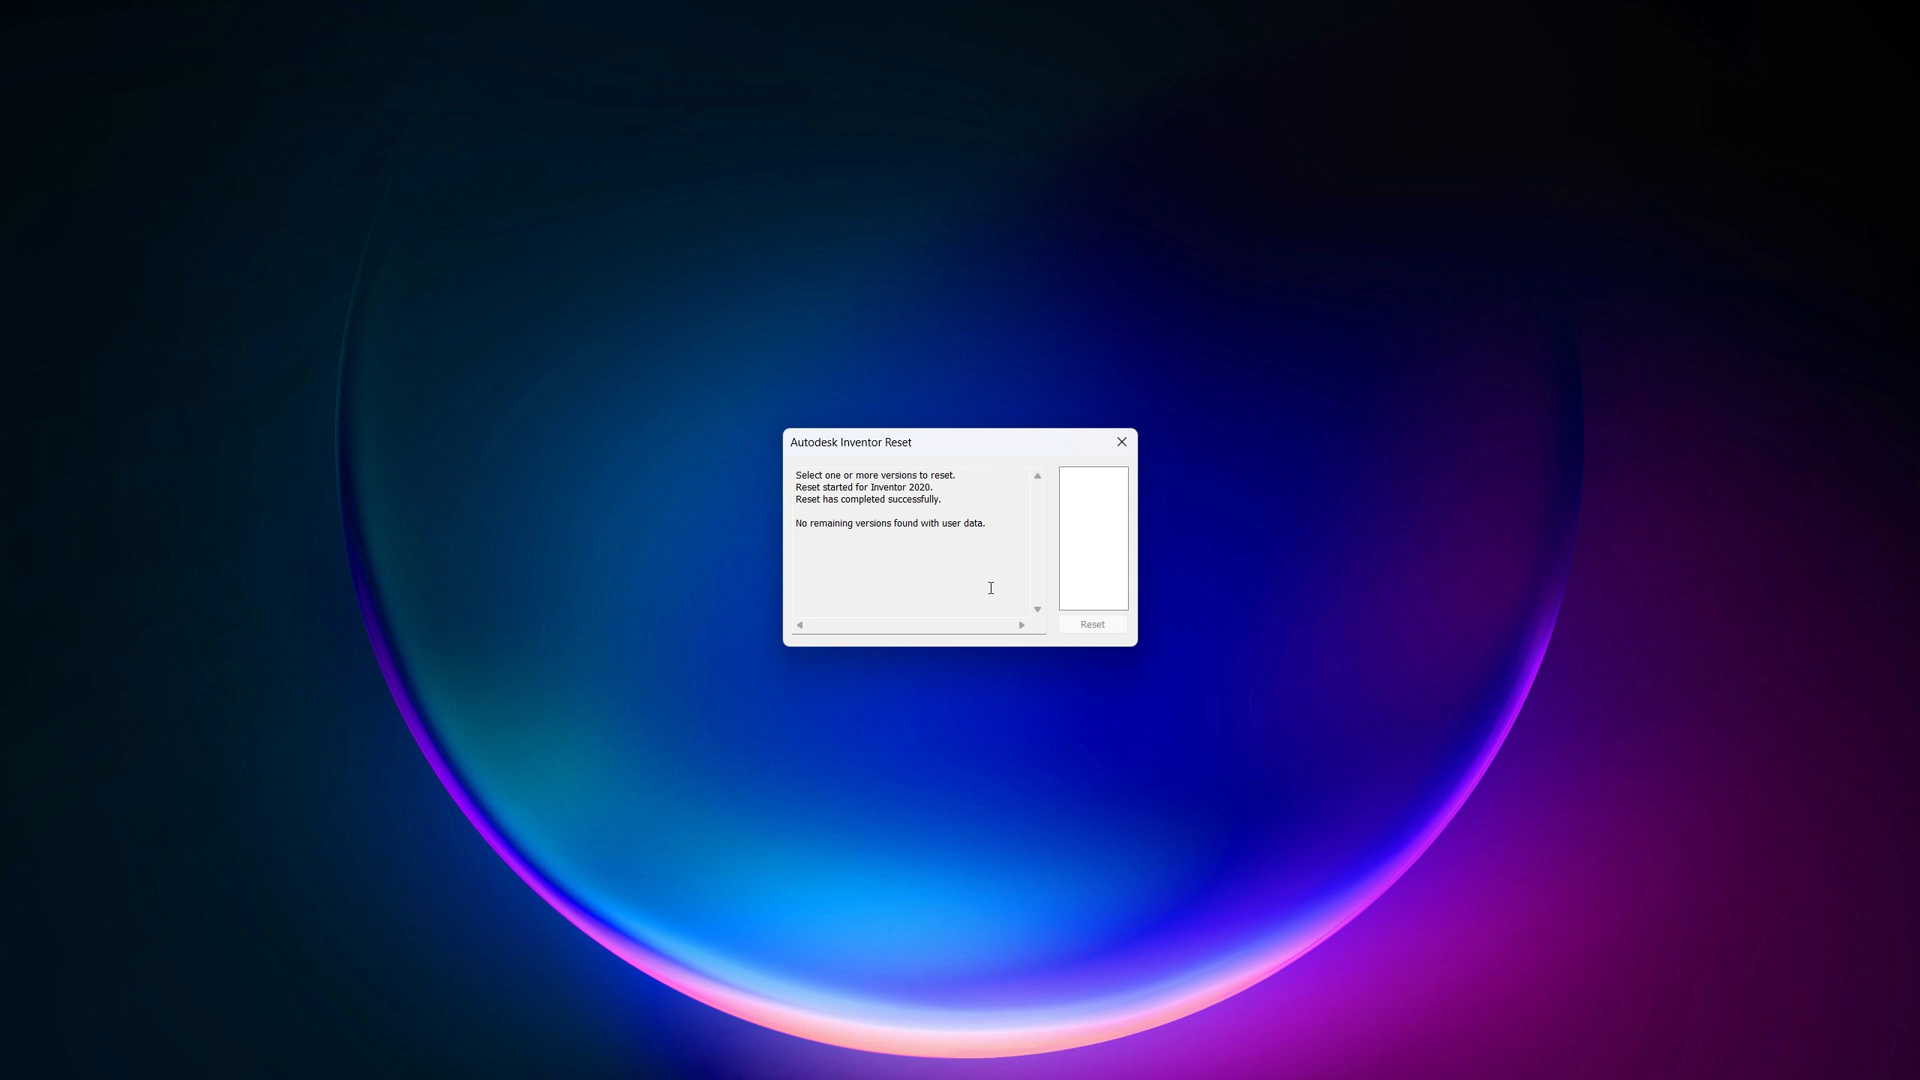 Autodesk Inventor Reset
Select one or more versions to reset.
Reset started for Inventor 2020.
Reset has completed successfully.
No remaining versions found with user data.
Reset